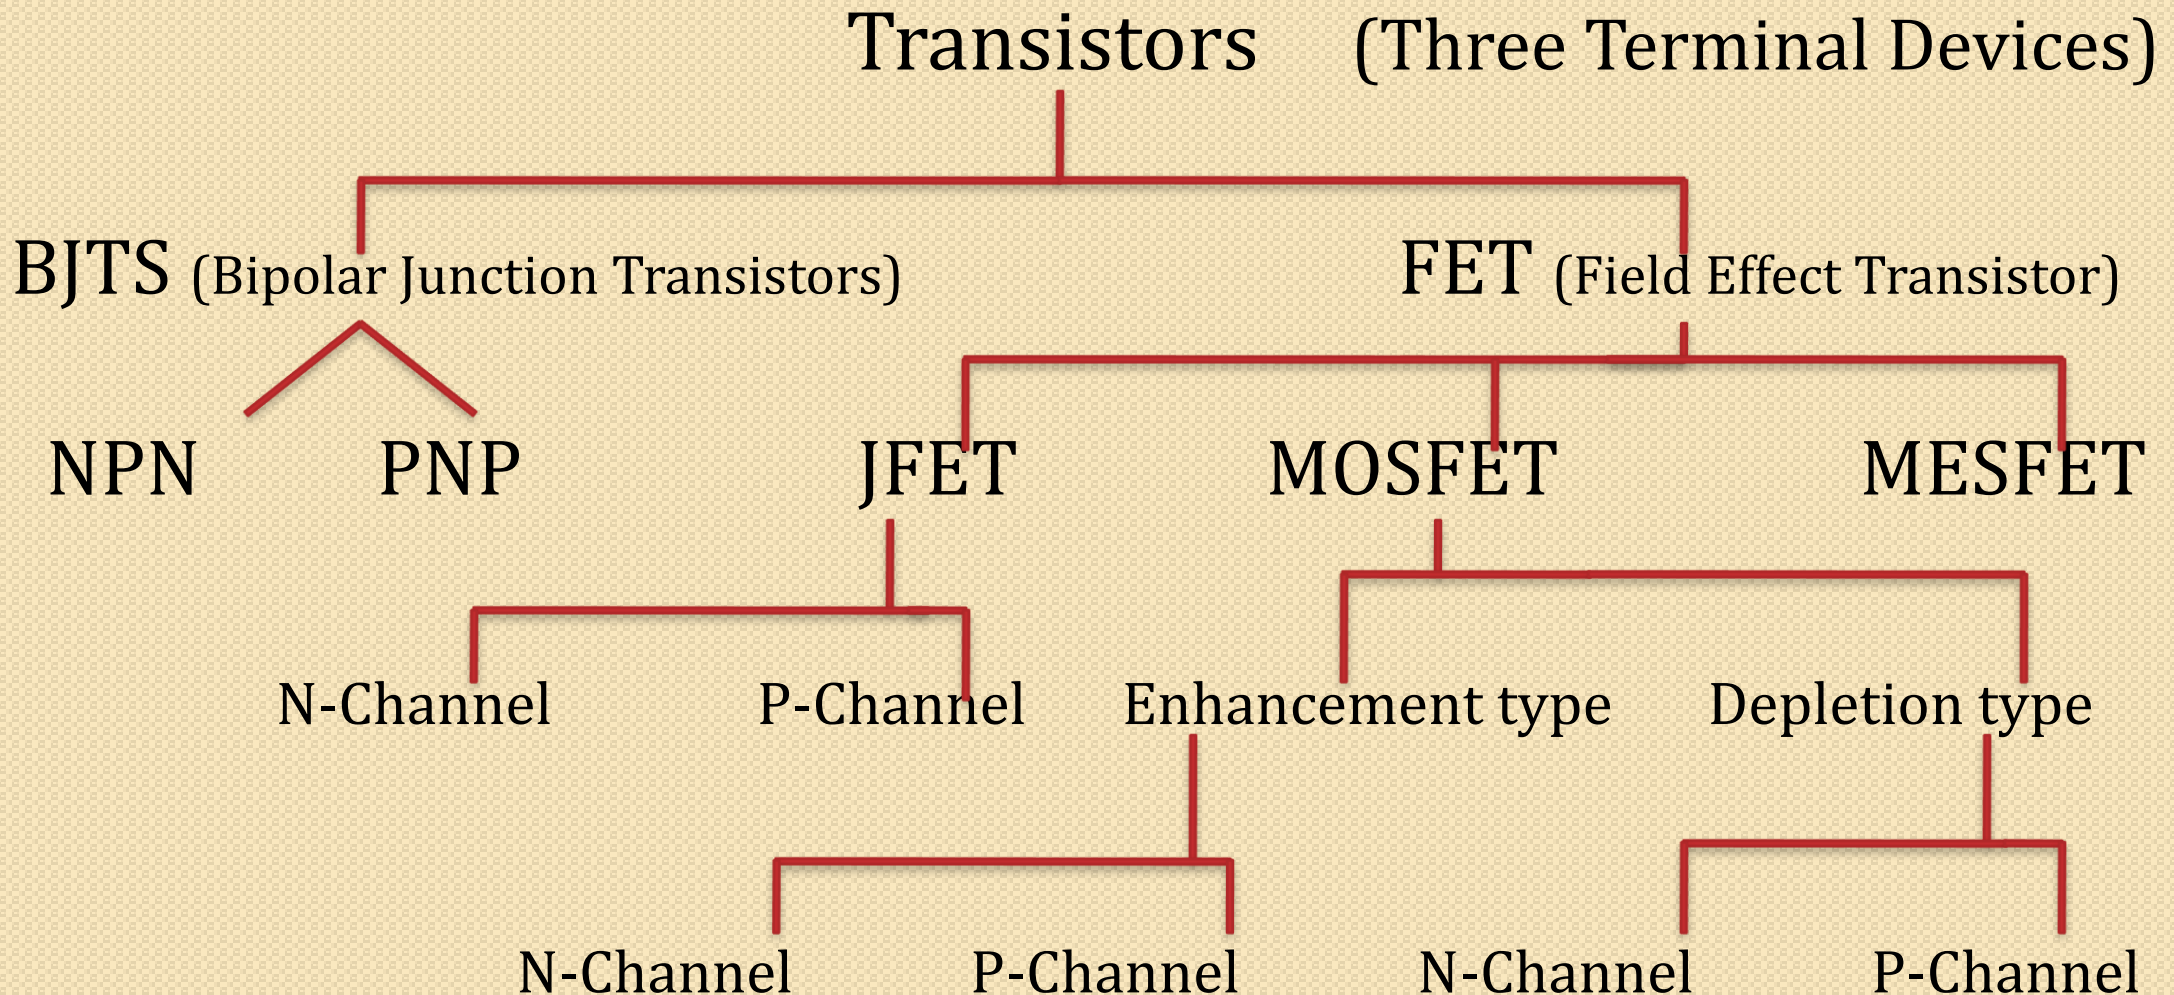 Transistors (Three Terminal Devices)
BJTS (Bipolar Junction Transistors) FET (Field Effect Transistor)
NPN PNP JFET MOSFET MESFET
N-Channel P-Channel Enhancement type Depletion type
N-Channel P-Channel N-Channel P-Channel